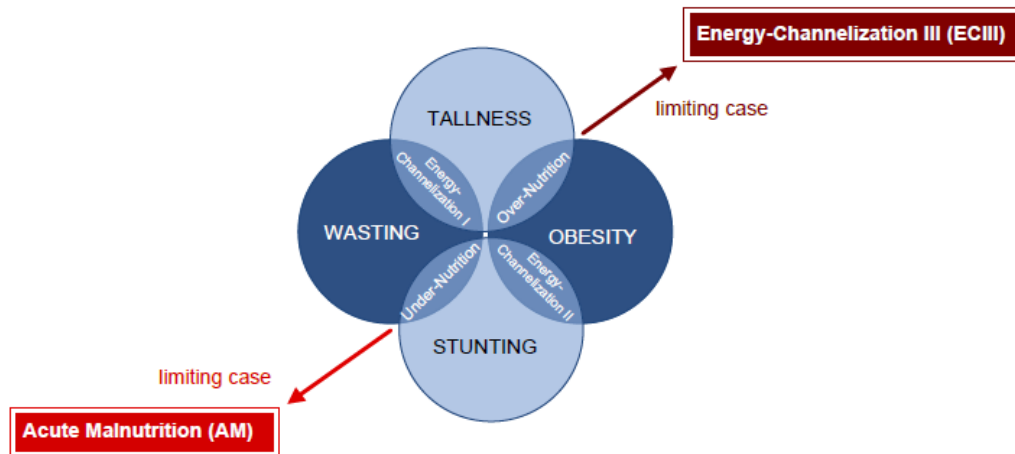 Energy-Channelization III (ECIII)
limiting case
TALLNESS
Energy-
Channelization I
Over-Nutrition
WASTING
OBESITY
Under-Nutrition
Energy-
Channelization II
STUNTING
limiting case
Acute Malnutrition (AM)